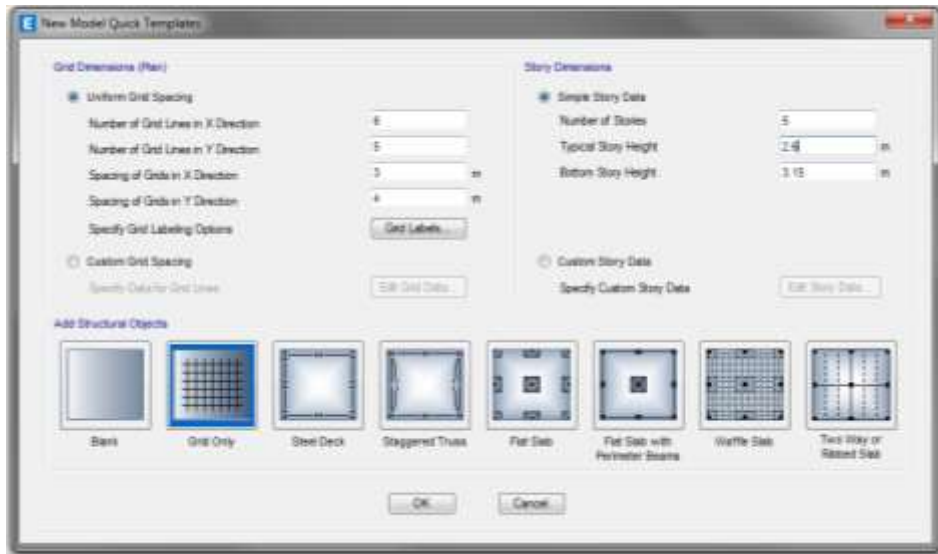 New Model Quick Templates
Grid Dimensions (Plan)
Uniform Grid Spacing
Number of Grid Lines in X Direction 6
Number of Grid Lines in Y Direction 5
Spacing of Grids in X Direction 3 m
Spacing of Grids in Y Direction 4 m
Specify Grid Labeling Options Grid Labels...
Custom Grid Spacing
Specify Data for Grid Lines Edit Grid Data...
Story Dimensions
Simple Story Data
Number of Stories 5
Typical Story Height 2.6 m
Bottom Story Height 3.15 m
Custom Story Data
Specify Custom Story Data Edit Story Data...
Add Structural Objects
Blank
Grid Only
Steel Deck
Staggered Truss
Flat Slab
Flat Slab with
Perimeter Beams
Waffle Slab
Two Way or
Ribbed Slab
OK Cancel